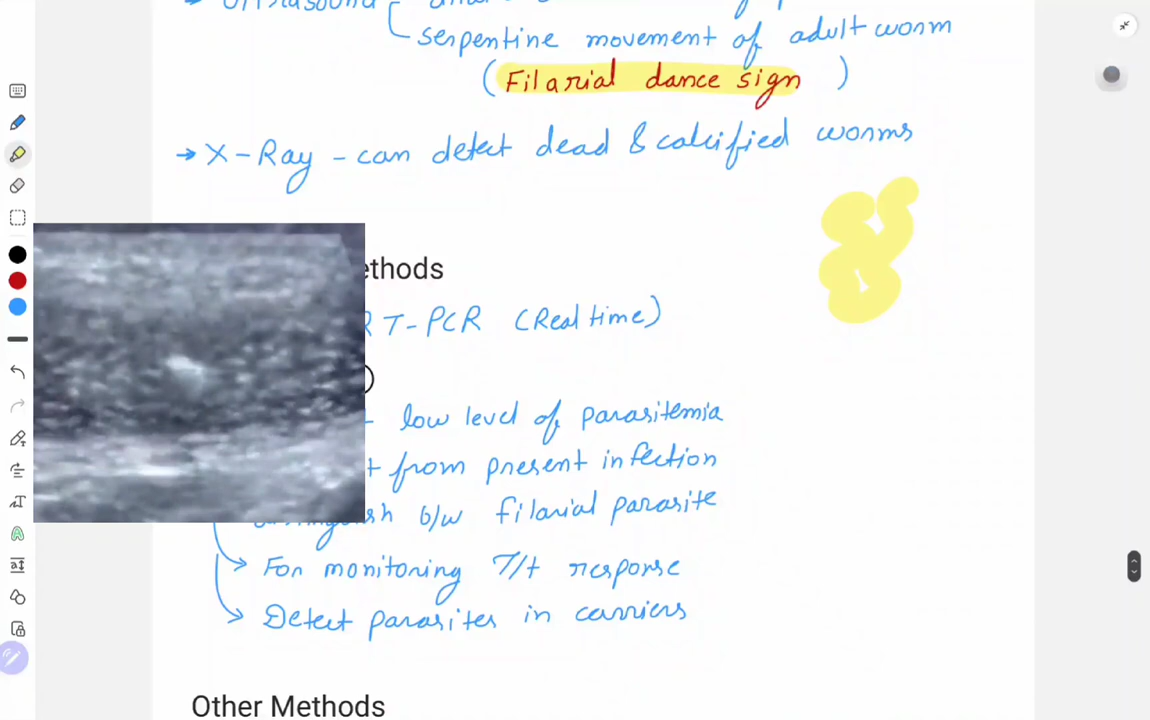 serpentine movement of adult worm
(Filarial dance sign)
→ X-Ray - can detect dead & calcified worms
ethods
RT-PCR (Real time)
)
- low level of parasitemia
t from present infection
b/w filarial parasite
For monitoring T/t response
Detect parasites in carriers
Other Methods